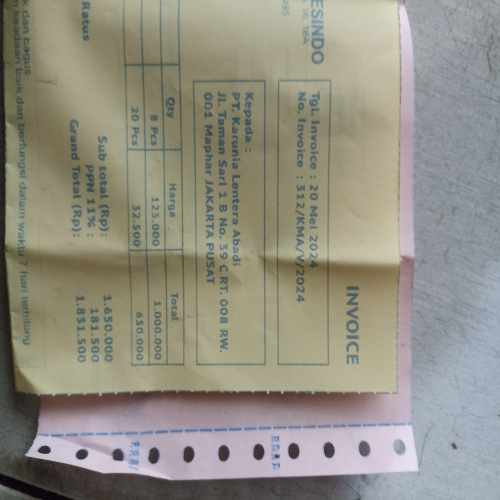 ESINDO
16A
INVOICE
Tgl. Invoice : 20 Mei 2024
No. Invoice : 312/KMA/V/2024
Kepada :
PT. Karunia Lentera Abadi
Jl. Taman Sari 1 B No. 39 C RT. 008 RW.
001 Maphar JAKARTA PUSAT
Qty Harga Total
8 Pcs 125.000 1.000.000
20 Pcs 32.500 650.000
Sub total (Rp): 1.650.000
PPN 11% : 181.500
Grand Total (Rp): 1.831.500
Ratus
k dan bagus
n keadaan baik dan berfungsi dalam waktu 7 hari terhitung